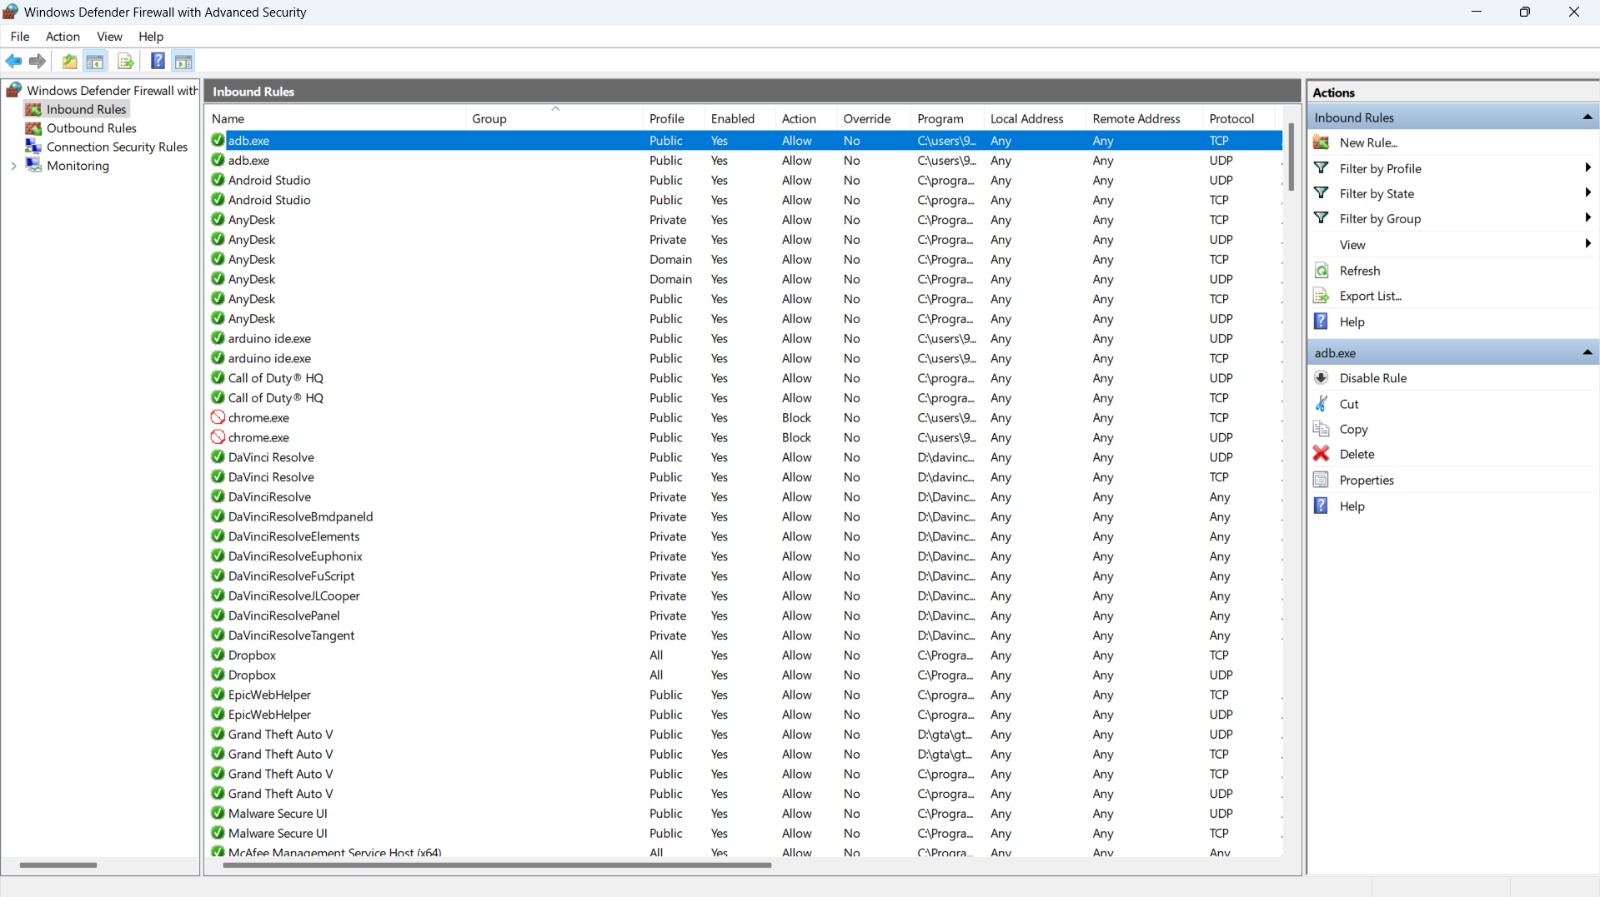 Windows Defender Firewall with Advanced Security
File Action View Help
Windows Defender Firewall with
Inbound Rules
Outbound Rules
Connection Security Rules
Monitoring
Inbound Rules
Name Group Profile Enabled Action Override Program Local Address Remote Address Protocol
adb.exe Public Yes Allow No C:\users\9... Any Any TCP
adb.exe Public Yes Allow No C:\users\9... Any Any UDP
Android Studio Public Yes Allow No C:\progra... Any Any UDP
Android Studio Public Yes Allow No C:\progra... Any Any TCP
AnyDesk Private Yes Allow No C:\Progra... Any Any TCP
AnyDesk Private Yes Allow No C:\Progra... Any Any UDP
AnyDesk Domain Yes Allow No C:\Progra... Any Any TCP
AnyDesk Domain Yes Allow No C:\Progra... Any Any UDP
AnyDesk Public Yes Allow No C:\Progra... Any Any TCP
AnyDesk Public Yes Allow No C:\Progra... Any Any UDP
arduino ide.exe Public Yes Allow No C:\users\9... Any Any UDP
arduino ide.exe Public Yes Allow No C:\users\9... Any Any TCP
Call of Duty® HQ Public Yes Allow No C:\progra... Any Any UDP
Call of Duty® HQ Public Yes Allow No C:\progra... Any Any TCP
chrome.exe Public Yes Block No C:\users\9... Any Any TCP
chrome.exe Public Yes Block No C:\users\9... Any Any UDP
DaVinci Resolve Public Yes Allow No D:\davinc... Any Any UDP
DaVinci Resolve Public Yes Allow No D:\davinc... Any Any TCP
DaVinciResolve Private Yes Allow No D:\Davinc... Any Any Any
DaVinciResolveBmdpaneld Private Yes Allow No D:\Davinc... Any Any Any
DaVinciResolveElements Private Yes Allow No D:\Davinc... Any Any Any
DaVinciResolveEuphonix Private Yes Allow No D:\Davinc... Any Any Any
DaVinciResolveFuScript Private Yes Allow No D:\Davinc... Any Any Any
DaVinciResolveJLCooper Private Yes Allow No D:\Davinc... Any Any Any
DaVinciResolvePanel Private Yes Allow No D:\Davinc... Any Any Any
DaVinciResolveTangent Private Yes Allow No D:\Davinc... Any Any Any
Dropbox All Yes Allow No C:\Progra... Any Any TCP
Dropbox All Yes Allow No C:\Progra... Any Any UDP
EpicWebHelper Public Yes Allow No C:\progra... Any Any TCP
EpicWebHelper Public Yes Allow No C:\progra... Any Any UDP
Grand Theft Auto V Public Yes Allow No D:\gta\gt... Any Any UDP
Grand Theft Auto V Public Yes Allow No D:\gta\gt... Any Any TCP
Grand Theft Auto V Public Yes Allow No C:\progra... Any Any TCP
Grand Theft Auto V Public Yes Allow No C:\progra... Any Any UDP
Malware Secure UI Public Yes Allow No C:\Progra... Any Any UDP
Malware Secure UI Public Yes Allow No C:\Progra... Any Any TCP
McAfee Management Service Host (x64) All Yes Allow No C:\Progra... Any Any Any
Actions
Inbound Rules
New Rule...
Filter by Profile
Filter by State
Filter by Group
View
Refresh
Export List...
Help
adb.exe
Disable Rule
Cut
Copy
Delete
Properties
Help